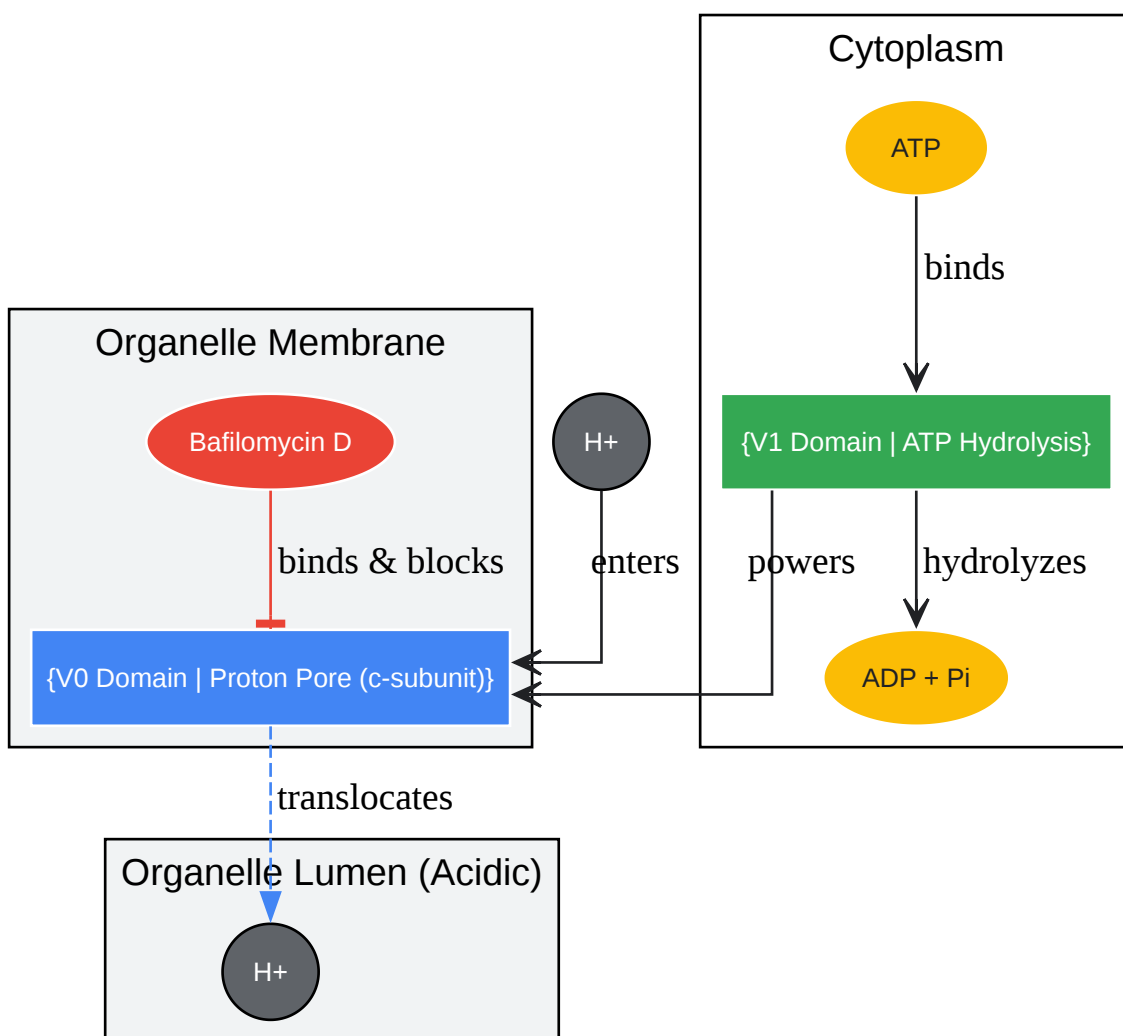 Cytoplasm
ATP
binds
Organelle Membrane
Bafilomycin D
H+
{V1 Domain | ATP Hydrolysis}
binds & blocks
enters
powers
hydrolyzes
{V0 Domain | Proton Pore (c-subunit)}
ADP + Pi
translocates
Organelle Lumen (Acidic)
H+